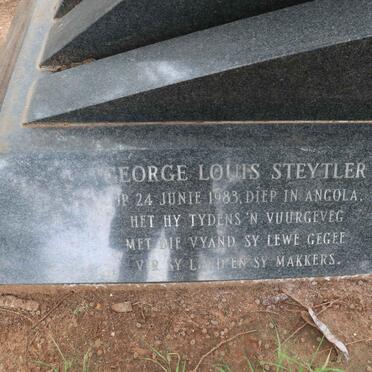 GEORGE LOUIS STEYTLER
OP 24 JUNIE 1983, DIEP IN ANGOLA,
HET HY TYDENS 'N VUURGEVEG
MET DIE VYAND SY LEWE GEGEE
VIR SY LAND EN SY MAKKERS.